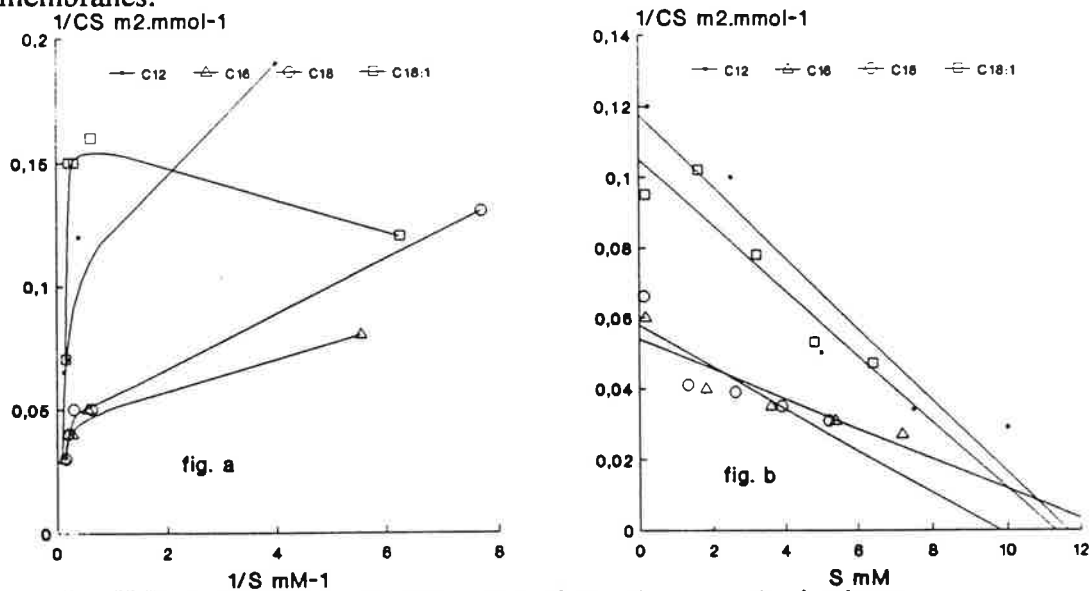 membranes.
1/CS m2.mmol-1
0,2
C12 C16 C18 C18:1
0,15
0,1
0,05
fig. a
0
0 2 4 6 8
1/S mM-1
1/CS m2.mmol-1
0,14
C12 C16 C18 C18:1
0,12
0,1
0,08
0,06
0,04
0,02
fig. b
0
0 2 4 6 8 10 12
S mM